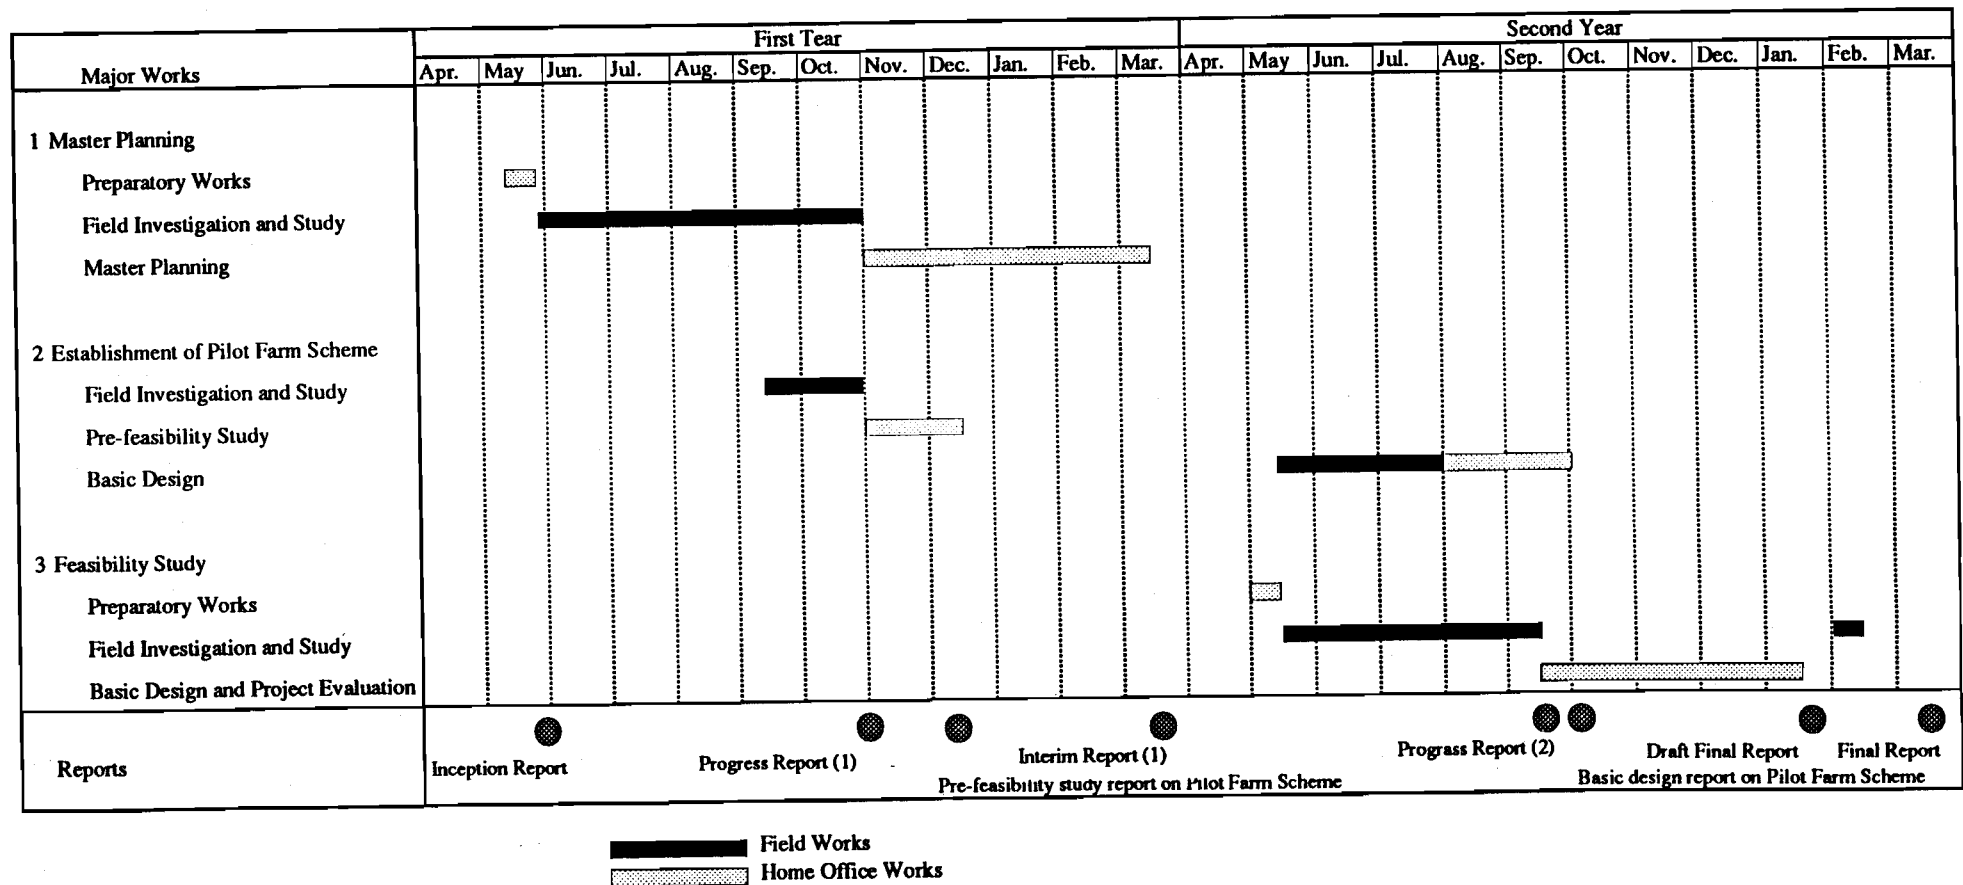 First Tear Second Year
Major Works Apr. May Jun. Jul. Aug. Sep. Oct. Nov. Dec. Jan. Feb. Mar. Apr. May Jun. Jul. Aug. Sep. Oct. Nov. Dec. Jan. Feb. Mar.
1 Master Planning
Preparatory Works
Field Investigation and Study
Master Planning
2 Establishment of Pilot Farm Scheme
Field Investigation and Study
Pre-feasibility Study
Basic Design
3 Feasibility Study
Preparatory Works
Field Investigation and Study
Basic Design and Project Evaluation
Reports
Inception Report Progress Report (1) Interim Report (1) Prograss Report (2) Draft Final Report Final Report
Pre-feasibility study report on Pilot Farm Scheme Basic design report on Pilot Farm Scheme
Field Works
Home Office Works